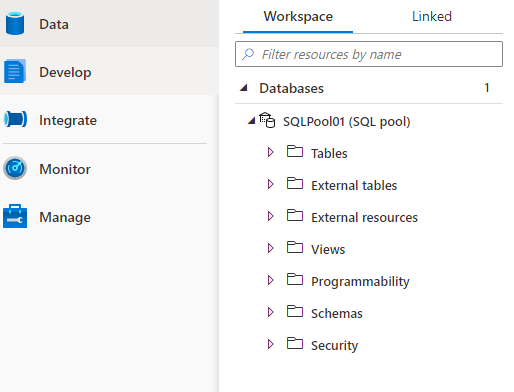 Data
Develop
Integrate
Monitor
Manage
Workspace Linked
Filter resources by name
Databases 1
SQLPool01 (SQL pool)
Tables
External tables
External resources
Views
Programmability
Schemas
Security